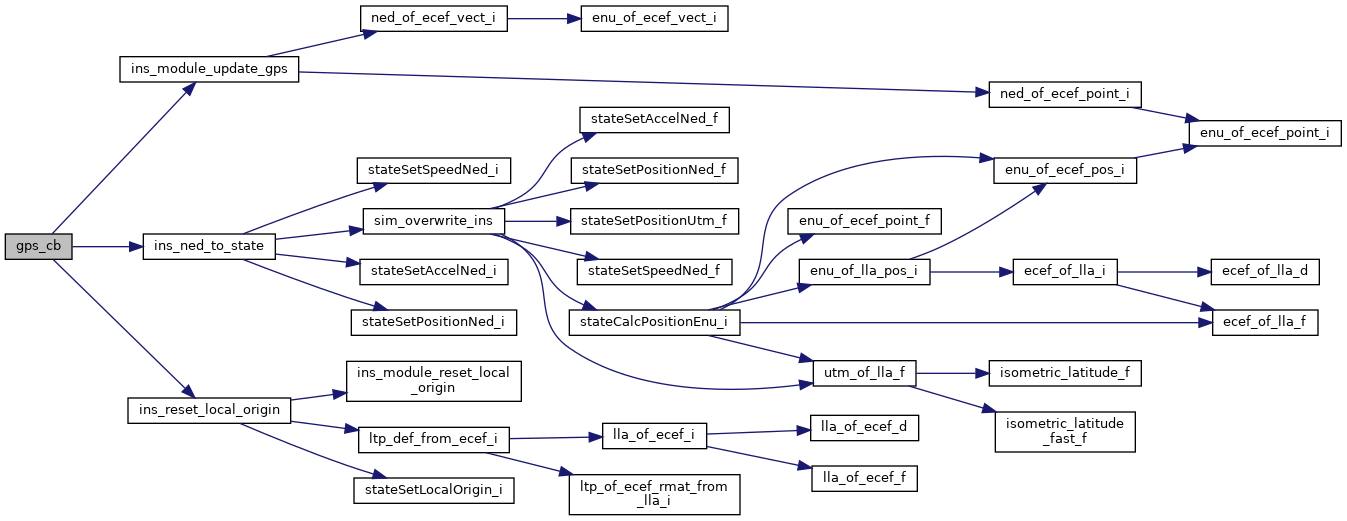 gps_cb
ins_module_update_gps
ned_of_ecef_vect_i
enu_of_ecef_vect_i
ned_of_ecef_point_i
enu_of_ecef_point_i
ins_ned_to_state
stateSetSpeedNed_i
sim_overwrite_ins
stateSetAccelNed_i
stateSetPositionNed_i
stateSetAccelNed_f
stateSetPositionNed_f
stateSetPositionUtm_f
stateSetSpeedNed_f
stateCalcPositionEnu_i
enu_of_ecef_pos_i
enu_of_ecef_point_f
enu_of_lla_pos_i
ecef_of_lla_i
ecef_of_lla_d
ecef_of_lla_f
utm_of_lla_f
isometric_latitude_f
isometric_latitude
_fast_f
ins_reset_local_origin
ins_module_reset_local
_origin
ltp_def_from_ecef_i
stateSetLocalOrigin_i
lla_of_ecef_i
lla_of_ecef_d
lla_of_ecef_f
ltp_of_ecef_rmat_from
_lla_i